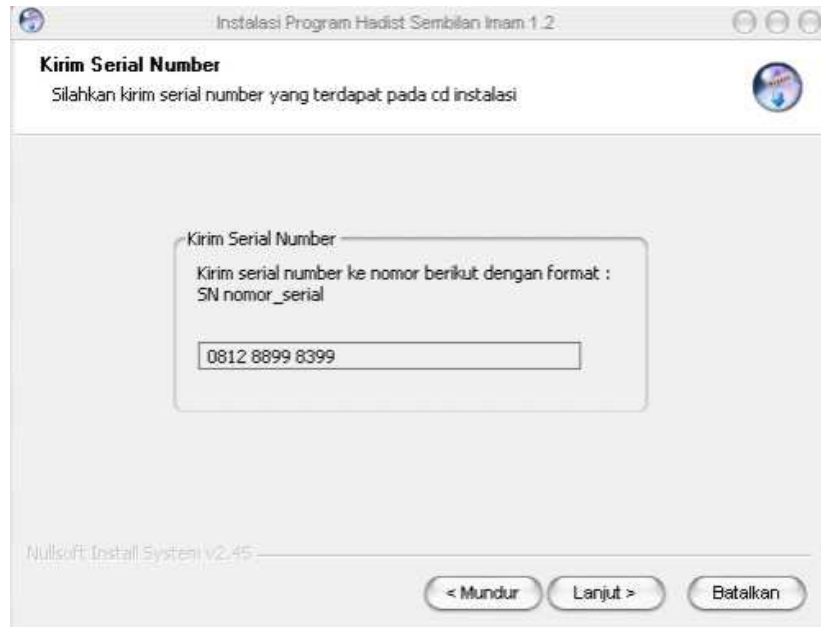 Instalasi Program Hadist Sembilan Imam 1.2
Kirim Serial Number
Silahkan kirim serial number yang terdapat pada cd instalasi
Kirim Serial Number
Kirim serial number ke nomor berikut dengan format :
SN nomor_serial
0812 8899 8399
Nullsoft Install System v2.45
< Mundur
Lanjut >
Batalkan